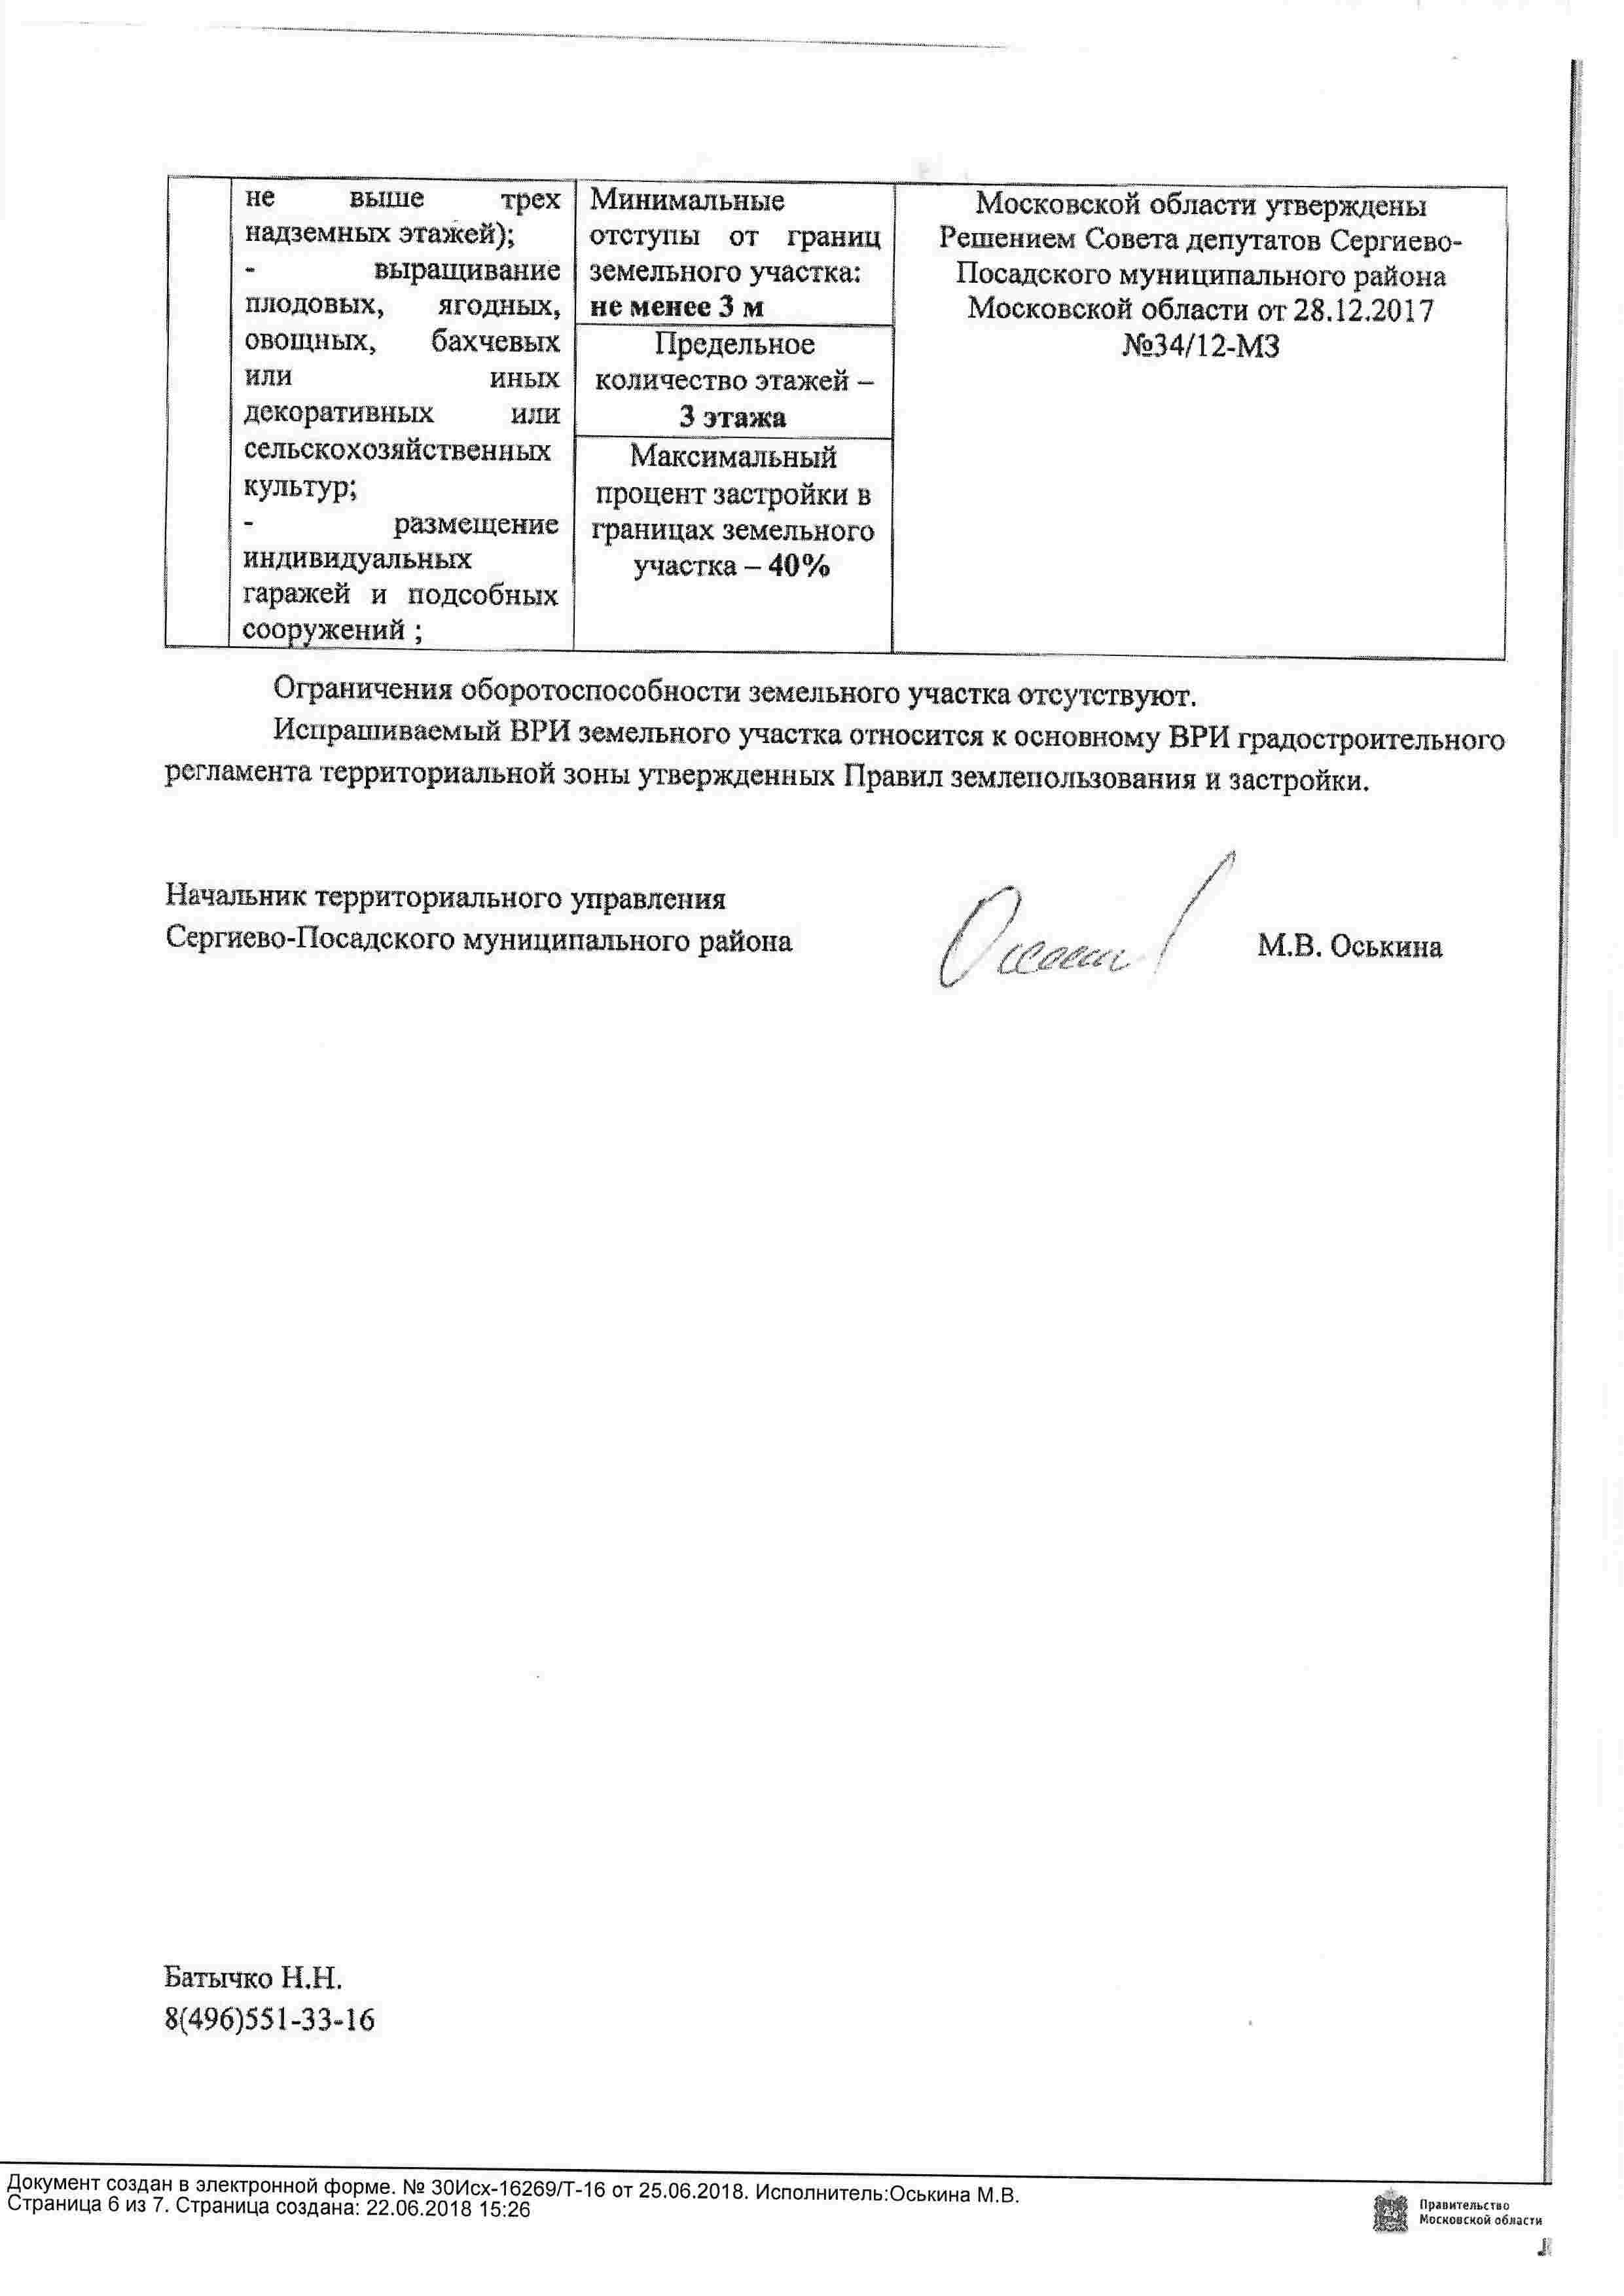 не выше трех
надземных этажей);
- выращивание
плодовых, ягодных,
овощных, бахчевых
или иных
декоративных или
сельскохозяйственных
культур;
- размещение
индивидуальных
гаражей и подсобных
сооружений ;
Минимальные
отступы от границ
земельного участка:
не менее 3 м
Предельное
количество этажей –
3 этажа
Максимальный
процент застройки в
границах земельного
участка – 40%
Московской области утверждены
Решением Совета депутатов Сергиево-
Посадского муниципального района
Московской области от 28.12.2017
№34/12-МЗ
Ограничения оборотоспособности земельного участка отсутствуют.
Испрашиваемый ВРИ земельного участка относится к основному ВРИ градостроительного
регламента территориальной зоны утвержденных Правил землепользования и застройки.
Начальник территориального управления
Сергиево-Посадского муниципального района
М.В. Оськина
Батычко Н.Н.
8(496)551-33-16
Документ создан в электронной форме. № 30Исх-16269/Т-16 от 25.06.2018. Исполнитель:Оськина М.В.
Страница 6 из 7. Страница создана: 22.06.2018 15:26
Правительство
Московской области